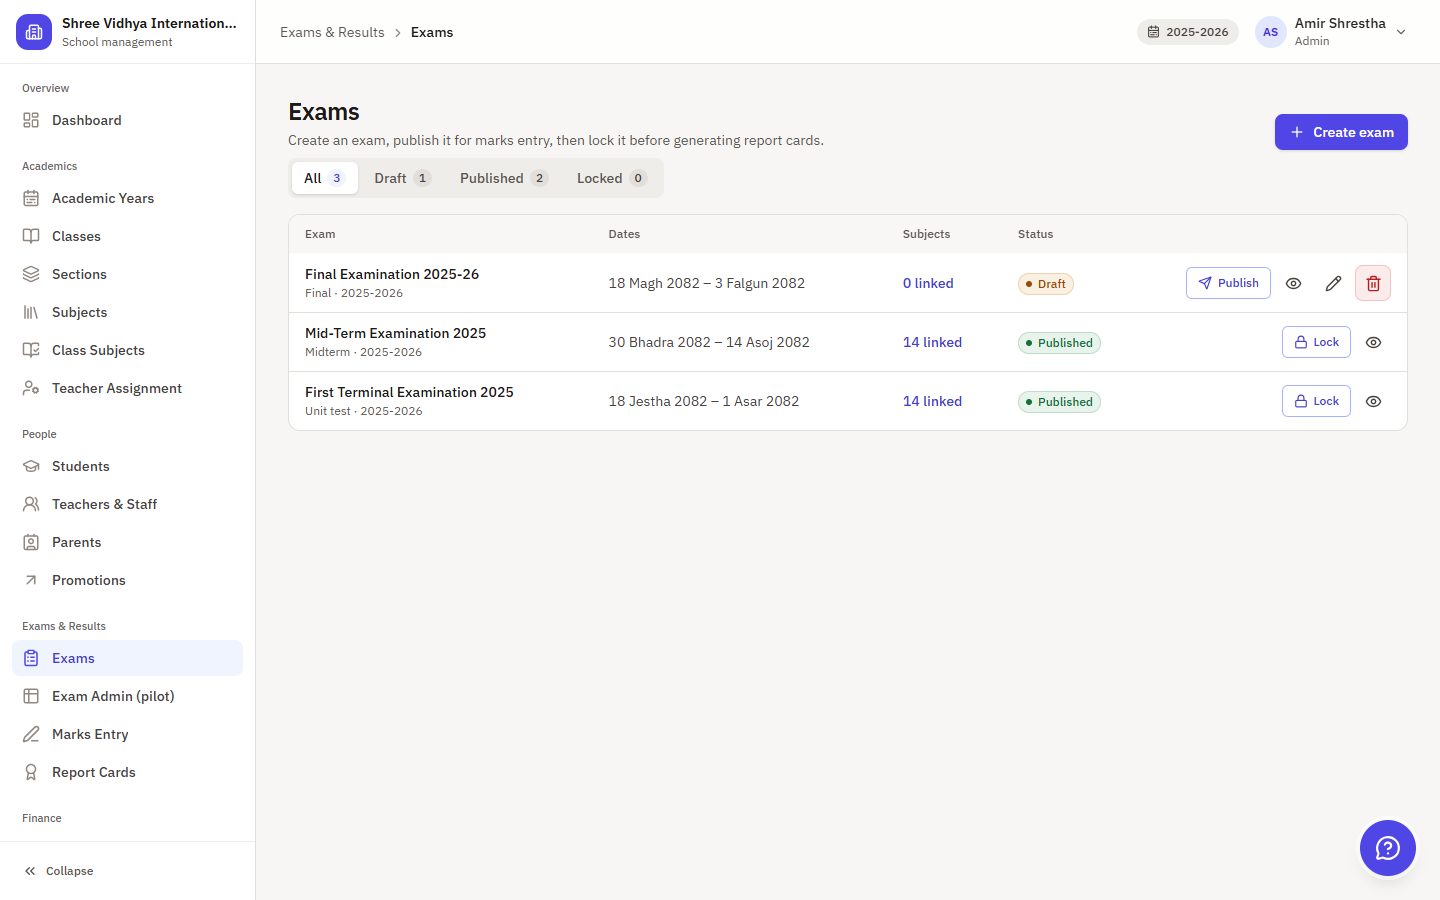 Shree Vidhya Internation...
School management
Overview
Dashboard
Academics
Academic Years
Classes
Sections
Subjects
Class Subjects
Teacher Assignment
People
Students
Teachers & Staff
Parents
Promotions
Exams & Results
Exams
Exam Admin (pilot)
Marks Entry
Report Cards
Finance
Collapse
Exams & Results > Exams
2025-2026
AS
Amir Shrestha
Admin
Exams
Create an exam, publish it for marks entry, then lock it before generating report cards.
Create exam
All 3 Draft 1 Published 2 Locked 0
Exam Dates Subjects Status
Final Examination 2025-26
Final · 2025-2026
18 Magh 2082 – 3 Falgun 2082 0 linked Draft Publish
Mid-Term Examination 2025
Midterm · 2025-2026
30 Bhadra 2082 – 14 Asoj 2082 14 linked Published Lock
First Terminal Examination 2025
Unit test · 2025-2026
18 Jestha 2082 – 1 Asar 2082 14 linked Published Lock